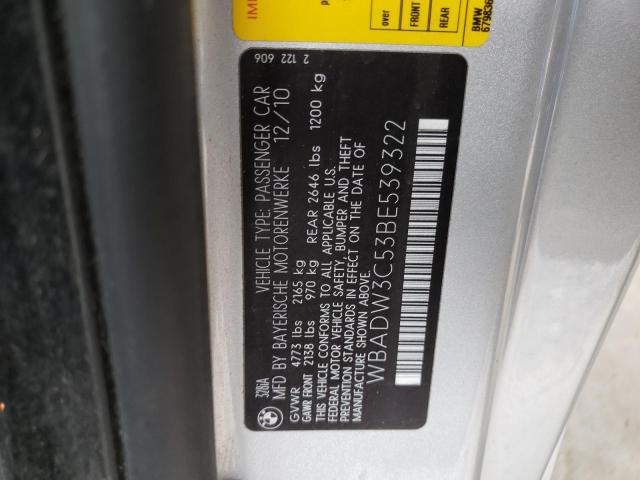 IM
over
FRONT
REAR
BMW
67983
2 122 606
326IA
VEHICLE TYPE: PASSENGER CAR
MFD BY BAYERISCHE MOTORENWERKE 12/10
GVWR 4773 lbs 2165 kg
GAWR FRONT 2138 lbs 970 kg REAR 2646 lbs 1200 kg
THIS VEHICLE CONFORMS TO ALL APPLICABLE U.S.
FEDERAL MOTOR VEHICLE SAFETY, BUMPER AND THEFT
PREVENTION STANDARDS IN EFFECT ON THE DATE OF
MANUFACTURE SHOWN ABOVE.
WBADW3C53BE539322